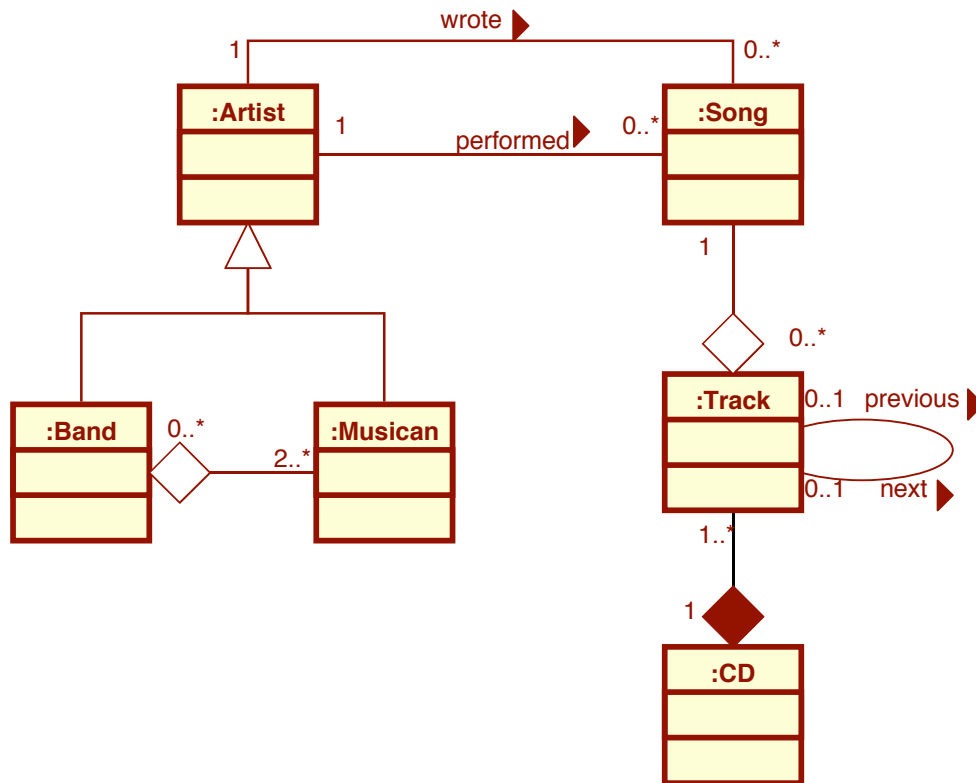 wrote
1
0..*
:Artist
:Song
1
0..*
performed
1
0..*
:Track
0..1 previous
:Band
0..*
:Musican
2..*
0..1 next
1..*
1
:CD